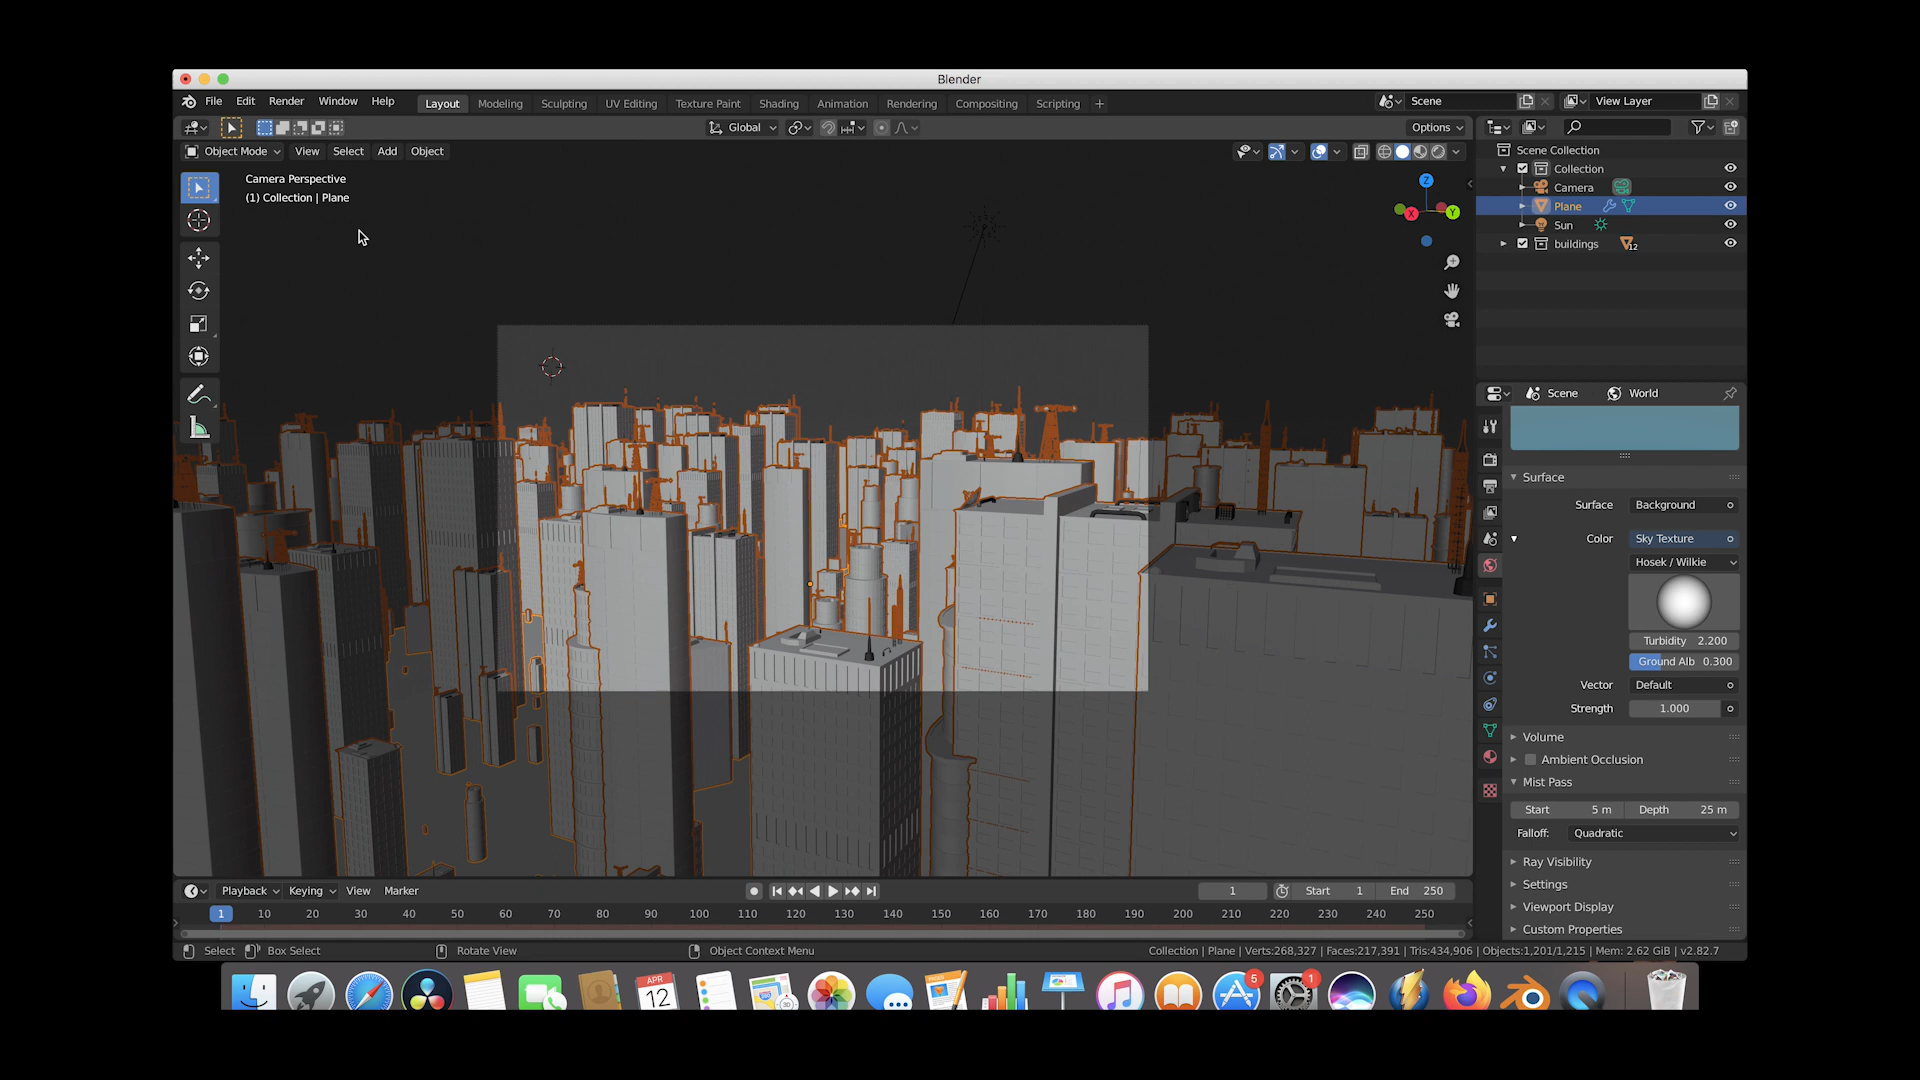 Blender
File Edit Render Window Help Layout Modeling Sculpting UV Editing Texture Paint Shading Animation Rendering Compositing Scripting + Scene View Layer
Global Options
Object Mode View Select Add Object
Camera Perspective
(1) Collection | Plane
Z
X Y
Scene Collection
Collection
Camera
Plane
Sun
buildings 12
Scene World
Surface
Surface Background
Color Sky Texture
Hosek / Wilkie
Turbidity 2.200
Ground Alb 0.300
Vector Default
Strength 1.000
Volume
Ambient Occlusion
Mist Pass
Start 5 m Depth 25 m
Falloff: Quadratic
Ray Visibility
Settings
Viewport Display
Custom Properties
Playback Keying View Marker 1 Start 1 End 250
1 10 20 30 40 50 60 70 80 90 100 110 120 130 140 150 160 170 180 190 200 210 220 230 240 250
Select Box Select Rotate View Object Context Menu Collection | Plane | Verts:268,327 | Faces:217,391 | Tris:434,906 | Objects:1,201/1,215 | Mem: 2.62 GiB | v2.82.7
APR
12
5
1